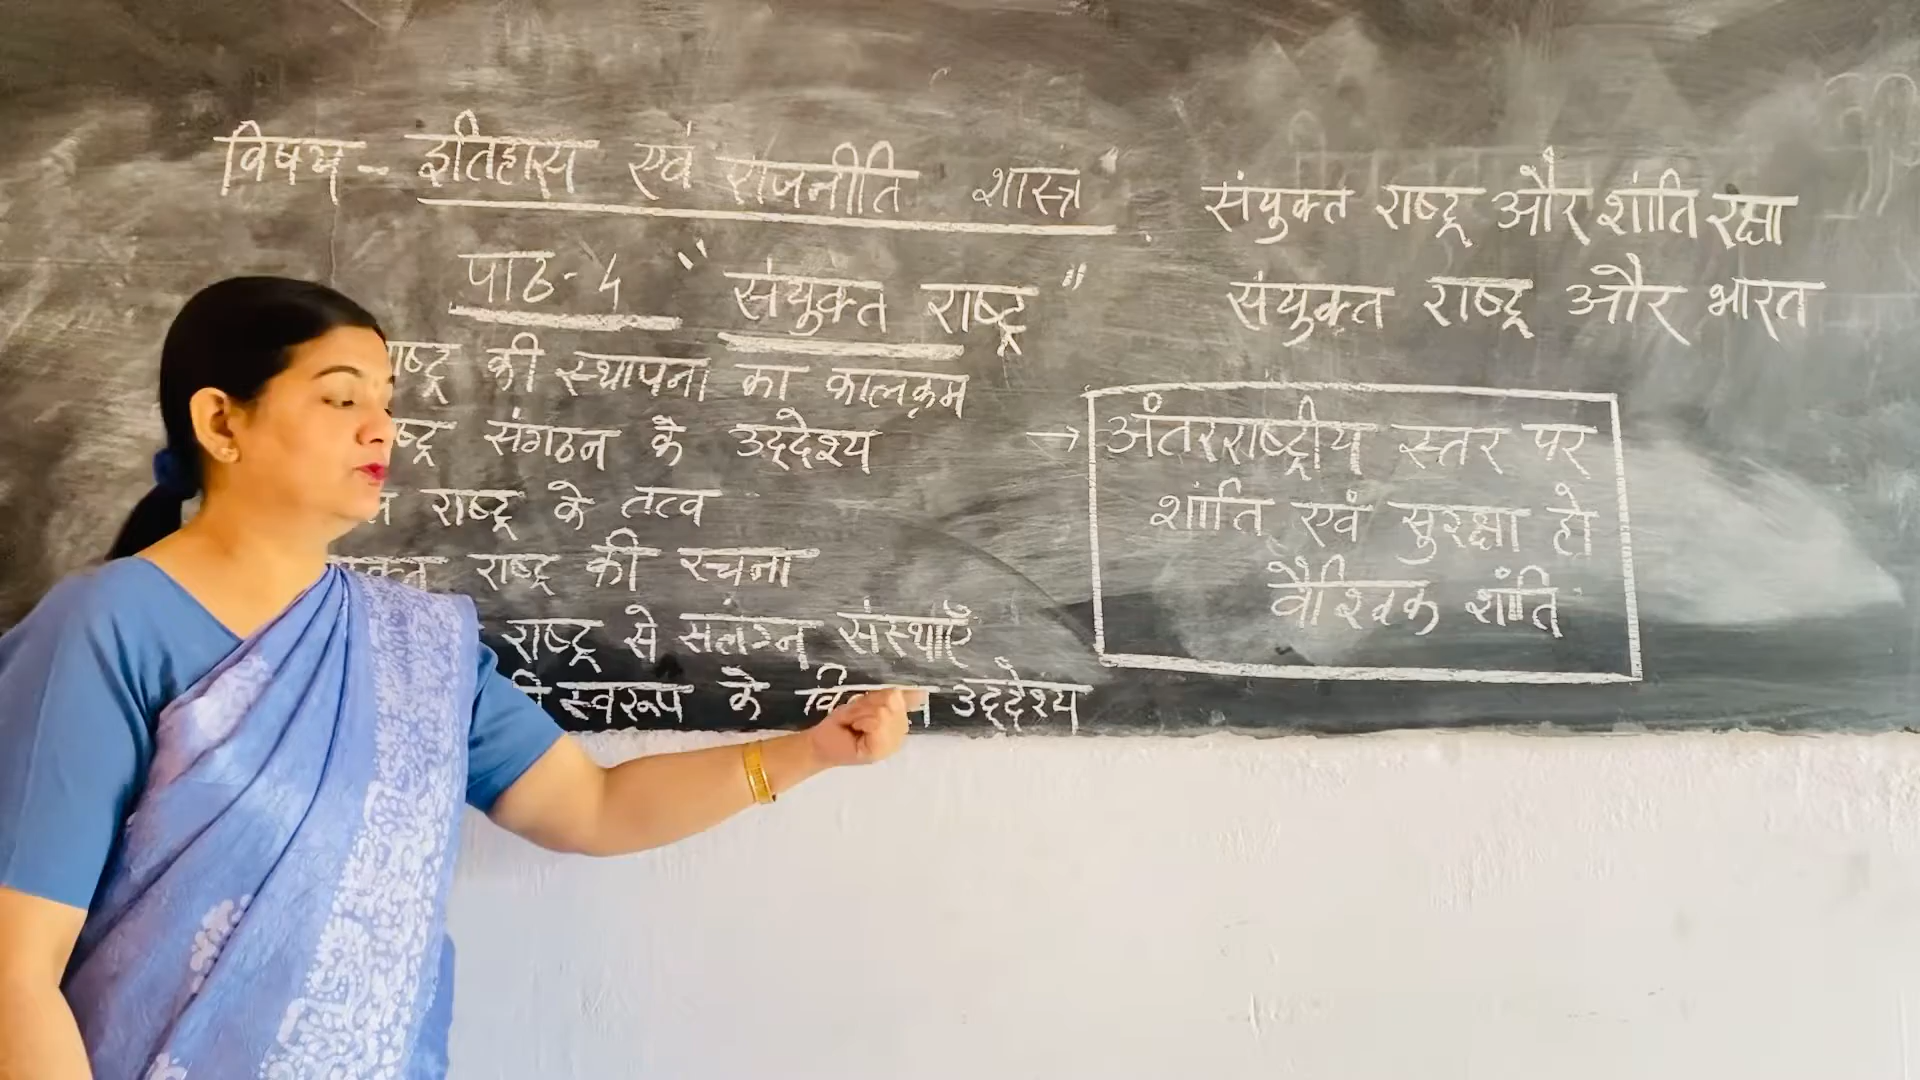 विषय - इतिहास एवं राजनीति शास्त्र
पाठ - 4 " संयुक्त राष्ट्र "
राष्ट्र की स्थापना का कालक्रम
राष्ट्र संगठन के उद्देश्य
राष्ट्र के तत्व
राष्ट्र की रचना
राष्ट्र से संलग्न संस्थाएँ
स्वरूप के उद्देश्य
संयुक्त राष्ट्र और शांति रक्षा
संयुक्त राष्ट्र और भारत
→ अंतरराष्ट्रीय स्तर पर
शांति एवं सुरक्षा हो
वैश्विक शांति